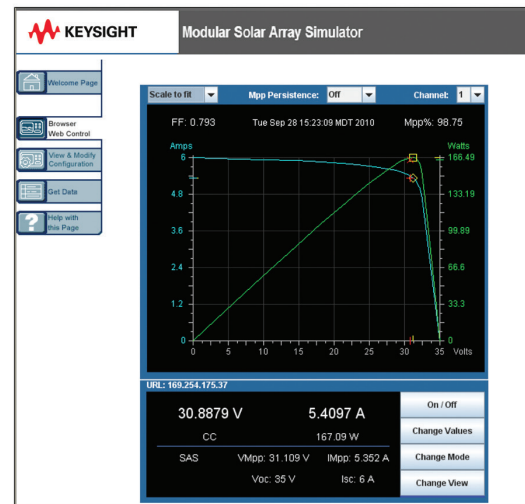 KEYSIGHT
Modular Solar Array Simulator
Welcome Page
Browser
Web Control
View & Modify
Configuration
Get Data
Help with
this Page
Scale to fit
Mpp Persistence: Off
Channel: 1
FF: 0.793
Tue Sep 28 15:23:09 MDT 2010
Mpp%: 98.75
Amps
Watts
6
166.49
4.8
133.19
3.6
99.89
2.4
66.6
1.2
33.3
0
0
0 5 10 15 20 25 30 35 Volts
URL: 169.254.175.37
30.8879 V
5.4097 A
CC
167.09 W
SAS
VMpp: 31.109 V
IMpp: 5.352 A
Voc: 35 V
Isc: 6 A
On / Off
Change Values
Change Mode
Change View